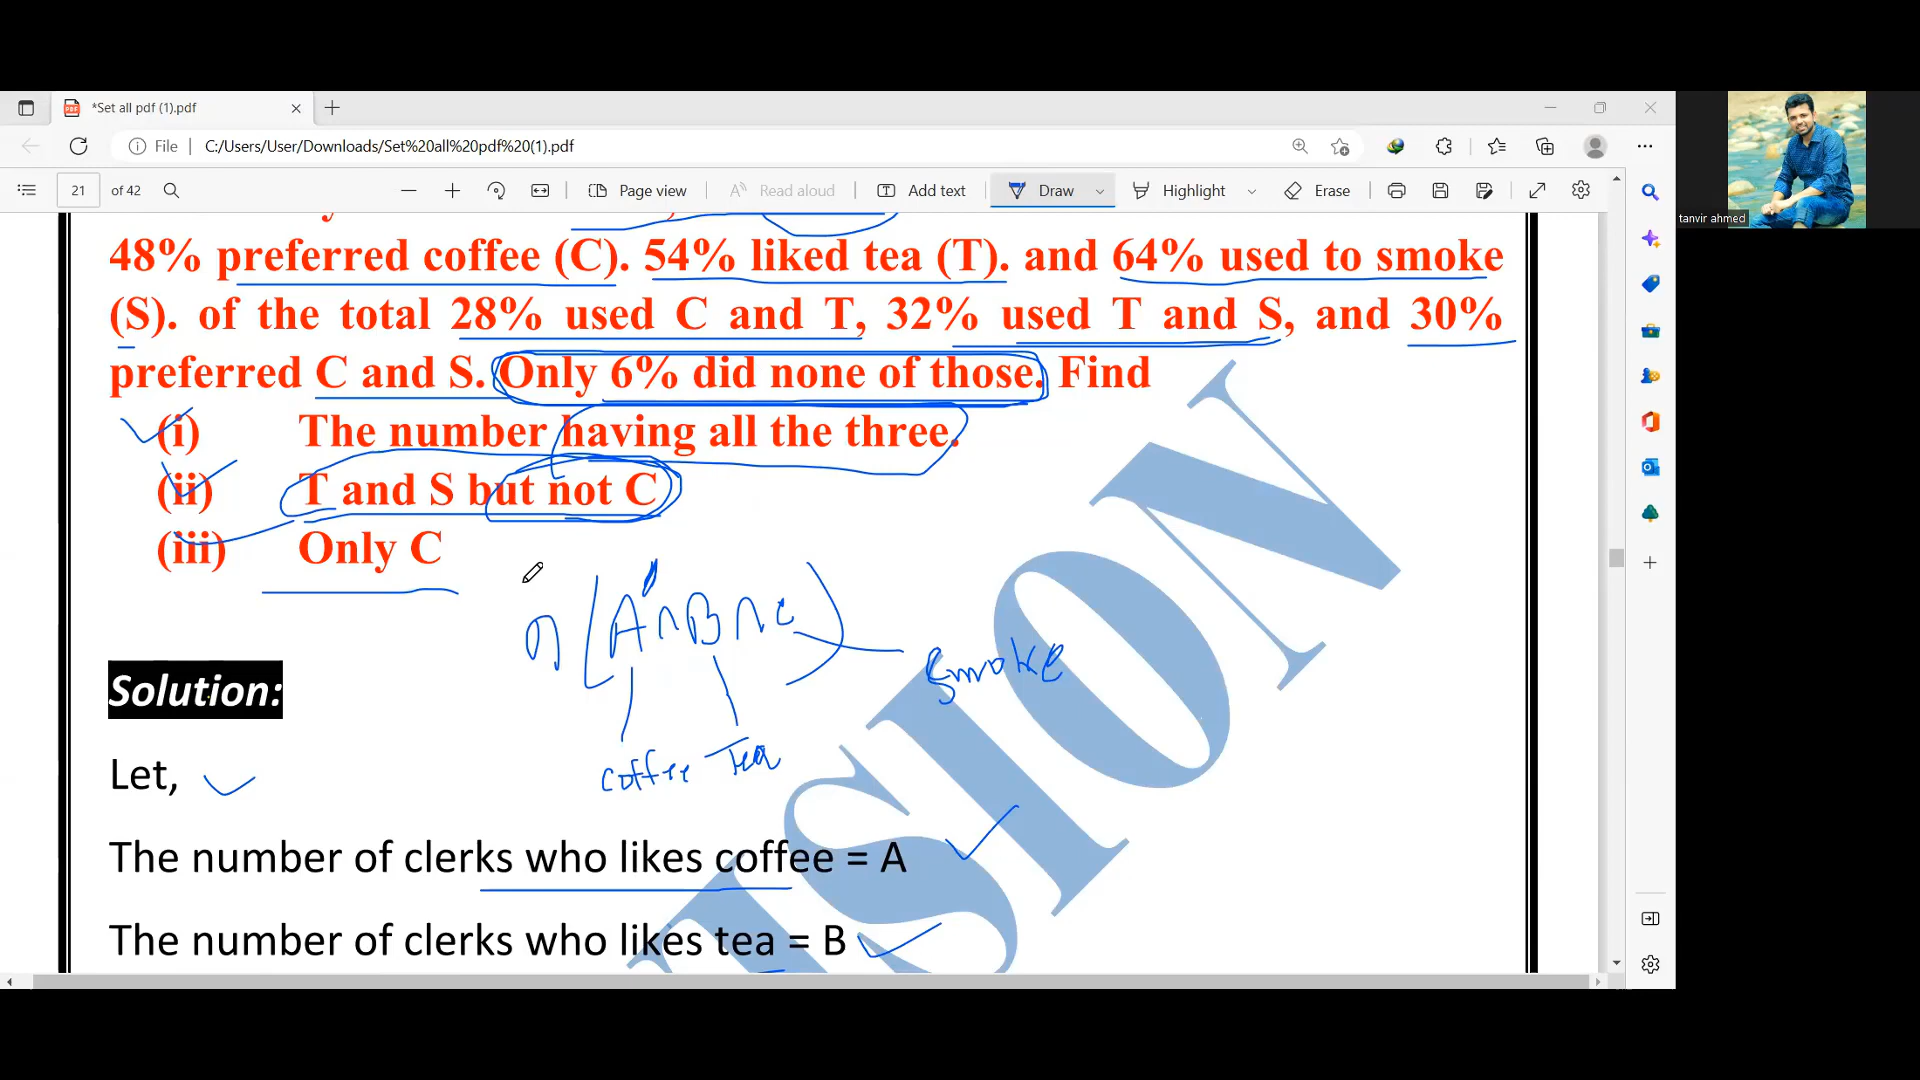 *Set all pdf (1).pdf
File C:/Users/User/Downloads/Set%20all%20pdf%20(1).pdf
21 of 42 Page view Read aloud Add text Draw Highlight Erase
tanvir ahmed
48% preferred coffee (C). 54% liked tea (T). and 64% used to smoke
(S). of the total 28% used C and T, 32% used T and S, and 30%
preferred C and S. Only 6% did none of those. Find
(i) The number having all the three.
(ii) T and S but not C
(iii) Only C
n(A'∩B∩C)
Smoke
Solution:
coffee Tea
Let,
The number of clerks who likes coffee = A
The number of clerks who likes tea = B
SION